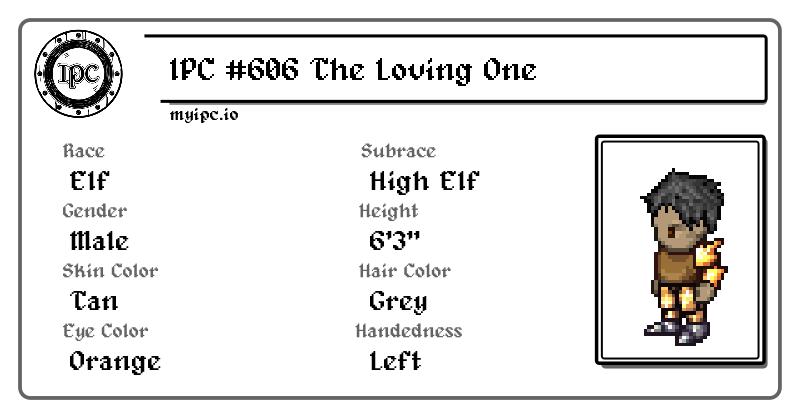 IPC
IPC #606 The Loving One
myipc.io
Race
Subrace
Elf
High Elf
Gender
Height
Male
6'3"
Skin Color
Hair Color
Tan
Grey
Eye Color
Handedness
Orange
Left